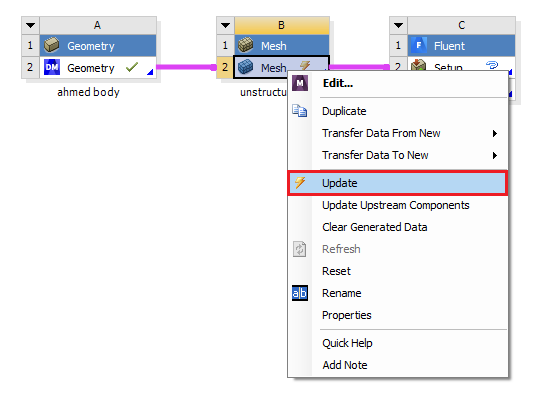 A
1 Geometry
2 DM Geometry
ahmed body
B
1 Mesh
2 Mesh
unstructu
C
1 F Fluent
2 Setup
M Edit...
Duplicate
Transfer Data From New
Transfer Data To New
Update
Update Upstream Components
Clear Generated Data
Refresh
Reset
a|b Rename
Properties
Quick Help
Add Note